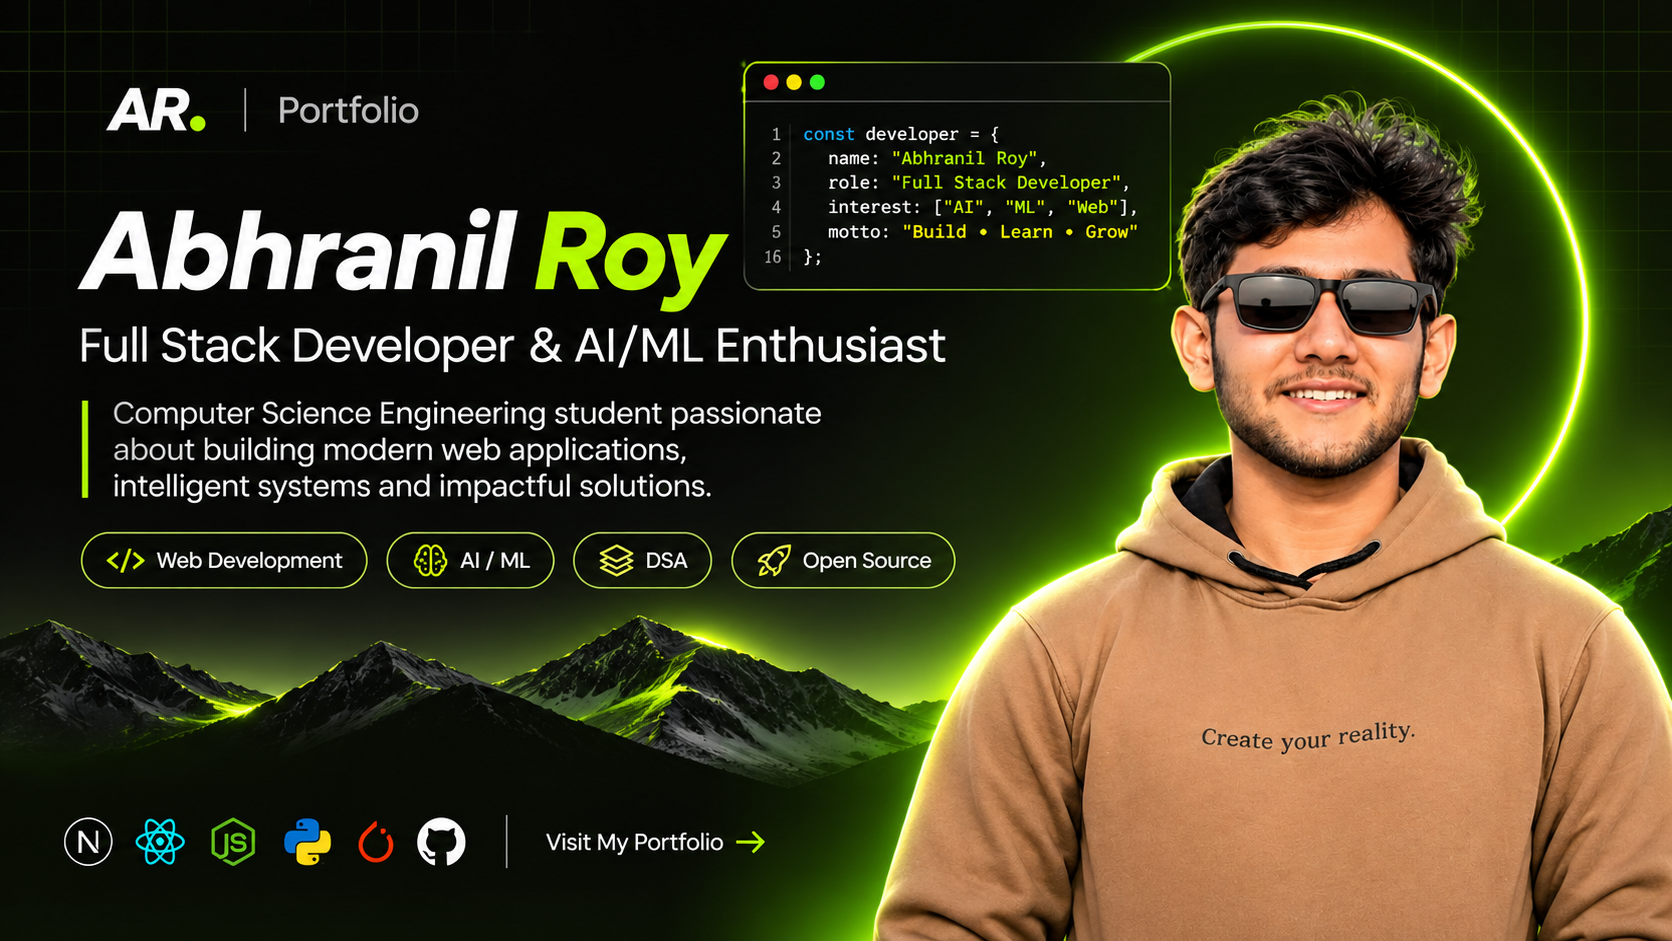 AR.
Portfolio
Abhranil Roy
Full Stack Developer & AI/ML Enthusiast
Computer Science Engineering student passionate
about building modern web applications,
intelligent systems and impactful solutions.
Web Development
AI / ML
DSA
Open Source
1 const developer = {
2 name: "Abhranil Roy",
3 role: "Full Stack Developer",
4 interest: ["AI", "ML", "Web"],
5 motto: "Build • Learn • Grow"
16 };
Create your reality.
N
JS
Visit My Portfolio →